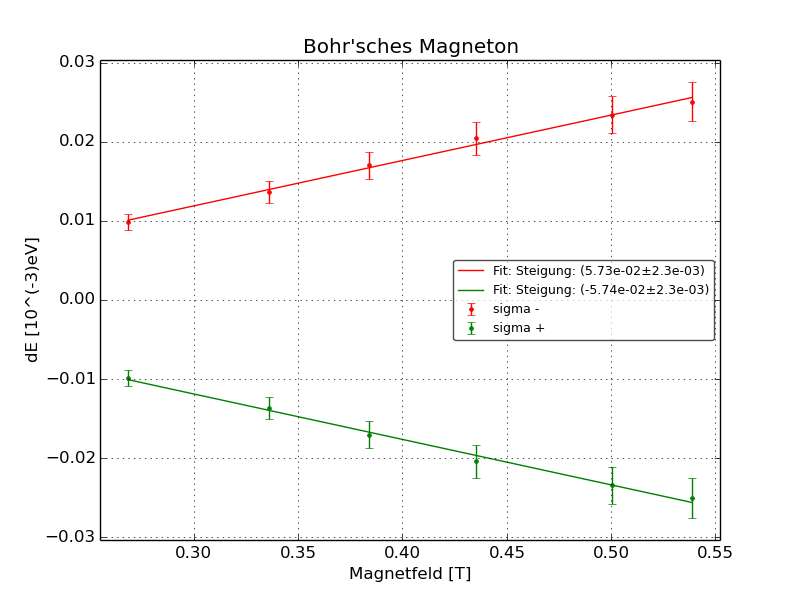 Bohr'sches Magneton
0.03
0.02
0.01
0.00
−0.01
−0.02
−0.03
dE [10^(-3)eV]
Fit: Steigung: (5.73e-02±2.3e-03)
Fit: Steigung: (-5.74e-02±2.3e-03)
sigma -
sigma +
0.30 0.35 0.40 0.45 0.50 0.55
Magnetfeld [T]